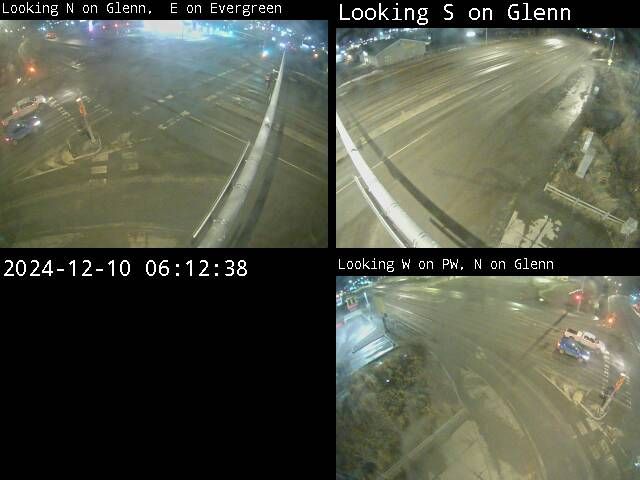 Looking N on Glenn,  E on Evergreen
Looking S on Glenn
2024-12-10 06:12:38
Looking W on PW, N on Glenn